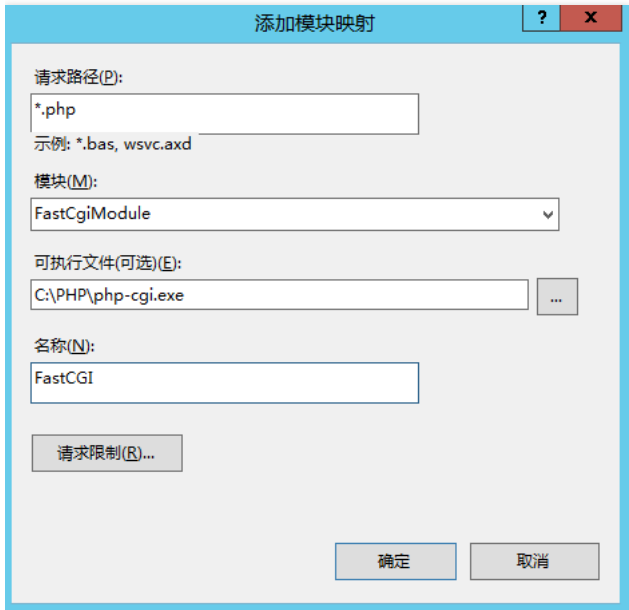 添加模块映射
?
x
请求路径(P):
*.php
示例: *.bas, wsvc.axd
模块(M):
FastCgiModule
可执行文件(可选)(E):
C:\PHP\php-cgi.exe
...
名称(N):
FastCGI
请求限制(R)...
确定
取消